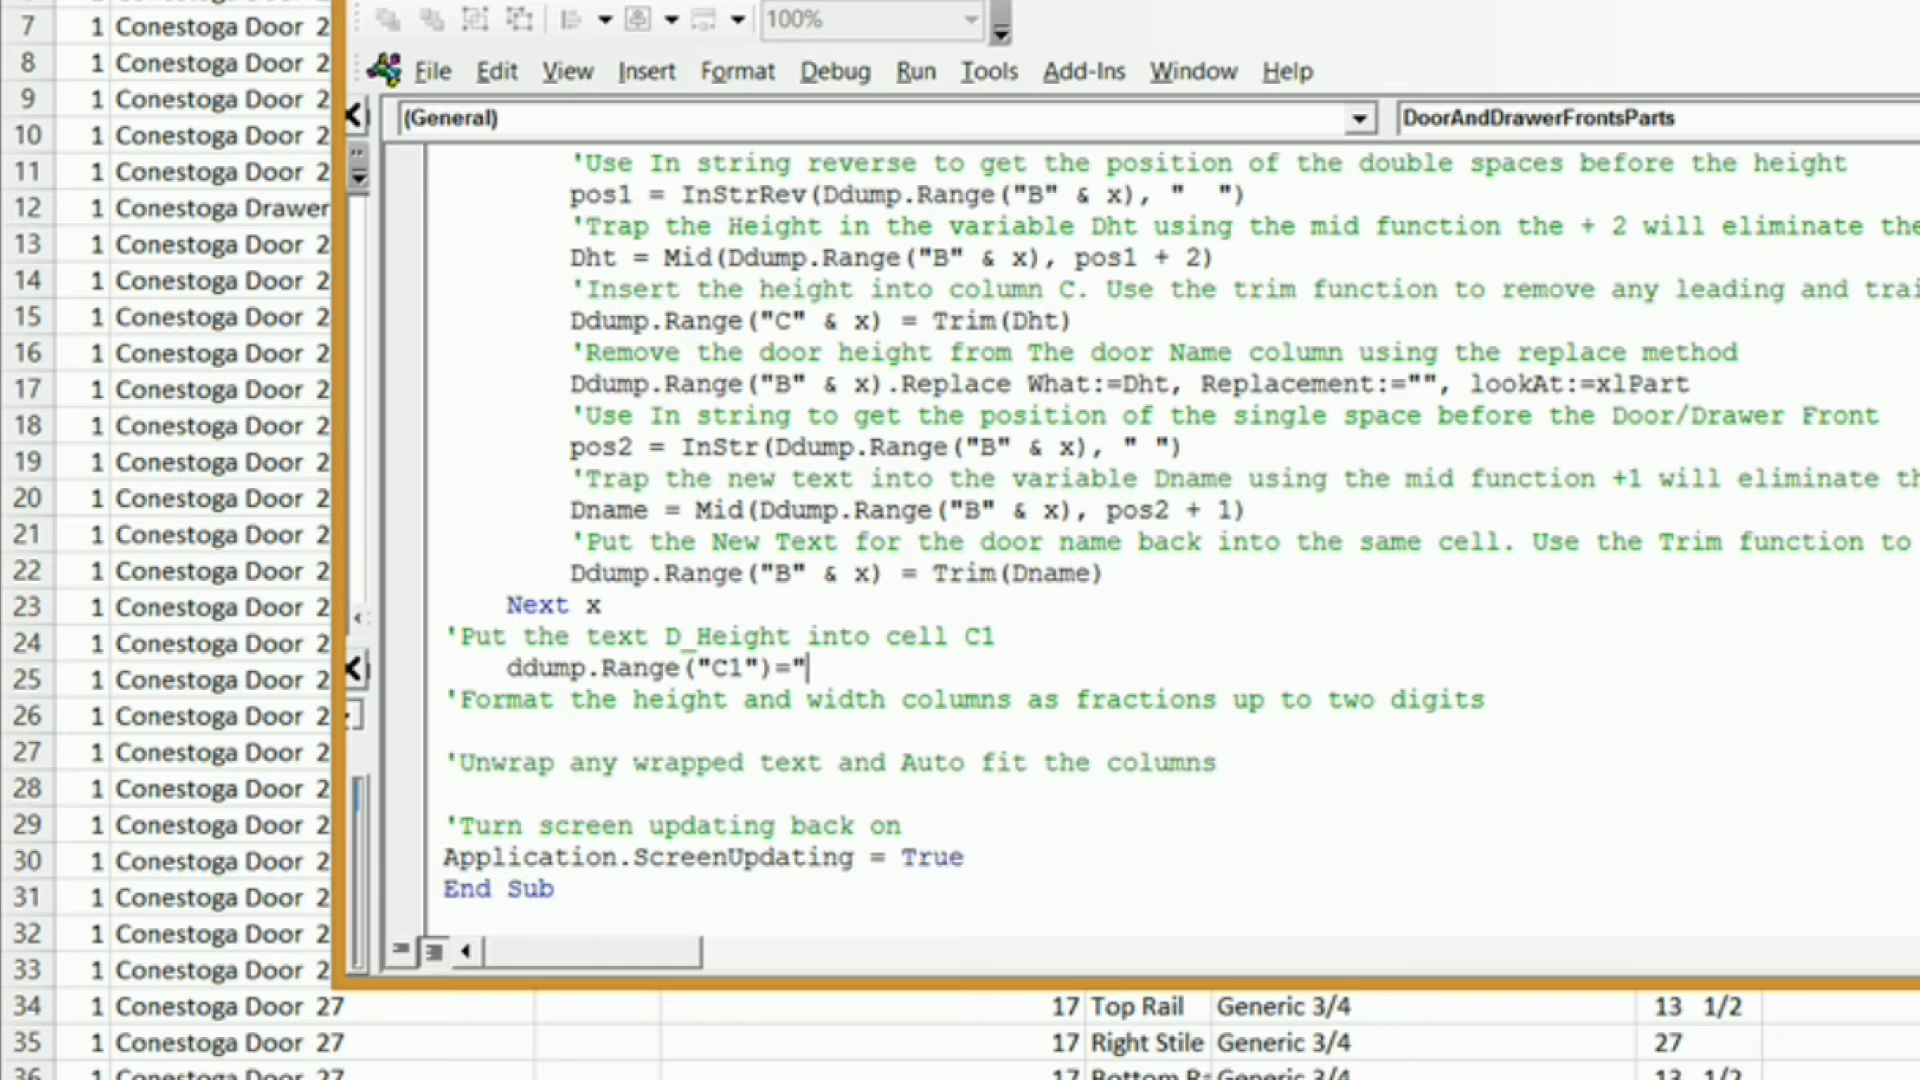 100%
File Edit View Insert Format Debug Run Tools Add-Ins Window Help
(General) DoorAndDrawerFrontsParts
'Use In string reverse to get the position of the double spaces before the height
pos1 = InStrRev(Ddump.Range("B" & x), "  ")
'Trap the Height in the variable Dht using the mid function the + 2 will eliminate the
Dht = Mid(Ddump.Range("B" & x), pos1 + 2)
'Insert the height into column C. Use the trim function to remove any leading and trai
Ddump.Range("C" & x) = Trim(Dht)
'Remove the door height from The door Name column using the replace method
Ddump.Range("B" & x).Replace What:=Dht, Replacement:="", lookAt:=xlPart
'Use In string to get the position of the single space before the Door/Drawer Front
pos2 = InStr(Ddump.Range("B" & x), " ")
'Trap the new text into the variable Dname using the mid function +1 will eliminate th
Dname = Mid(Ddump.Range("B" & x), pos2 + 1)
'Put the New Text for the door name back into the same cell. Use the Trim function to
Ddump.Range("B" & x) = Trim(Dname)
Next x
'Put the text D_Height into cell C1
ddump.Range("C1")="
'Format the height and width columns as fractions up to two digits
'Unwrap any wrapped text and Auto fit the columns
'Turn screen updating back on
Application.ScreenUpdating = True
End Sub
7 1 Conestoga Door 2
8 1 Conestoga Door 2
9 1 Conestoga Door 2
10 1 Conestoga Door 2
11 1 Conestoga Door 2
12 1 Conestoga Drawer
13 1 Conestoga Door 2
14 1 Conestoga Door 2
15 1 Conestoga Door 2
16 1 Conestoga Door 2
17 1 Conestoga Door 2
18 1 Conestoga Door 2
19 1 Conestoga Door 2
20 1 Conestoga Door 2
21 1 Conestoga Door 2
22 1 Conestoga Door 2
23 1 Conestoga Door 2
24 1 Conestoga Door 2
25 1 Conestoga Door 2
26 1 Conestoga Door 2
27 1 Conestoga Door 2
28 1 Conestoga Door 2
29 1 Conestoga Door 2
30 1 Conestoga Door 2
31 1 Conestoga Door 2
32 1 Conestoga Door 2
33 1 Conestoga Door 2
34 1 Conestoga Door 27 17 Top Rail Generic 3/4 13 1/2
35 1 Conestoga Door 27 17 Right Stile Generic 3/4 27
36 1 Conestoga Door 27 17 Bottom Generic 3/4 13 1/2